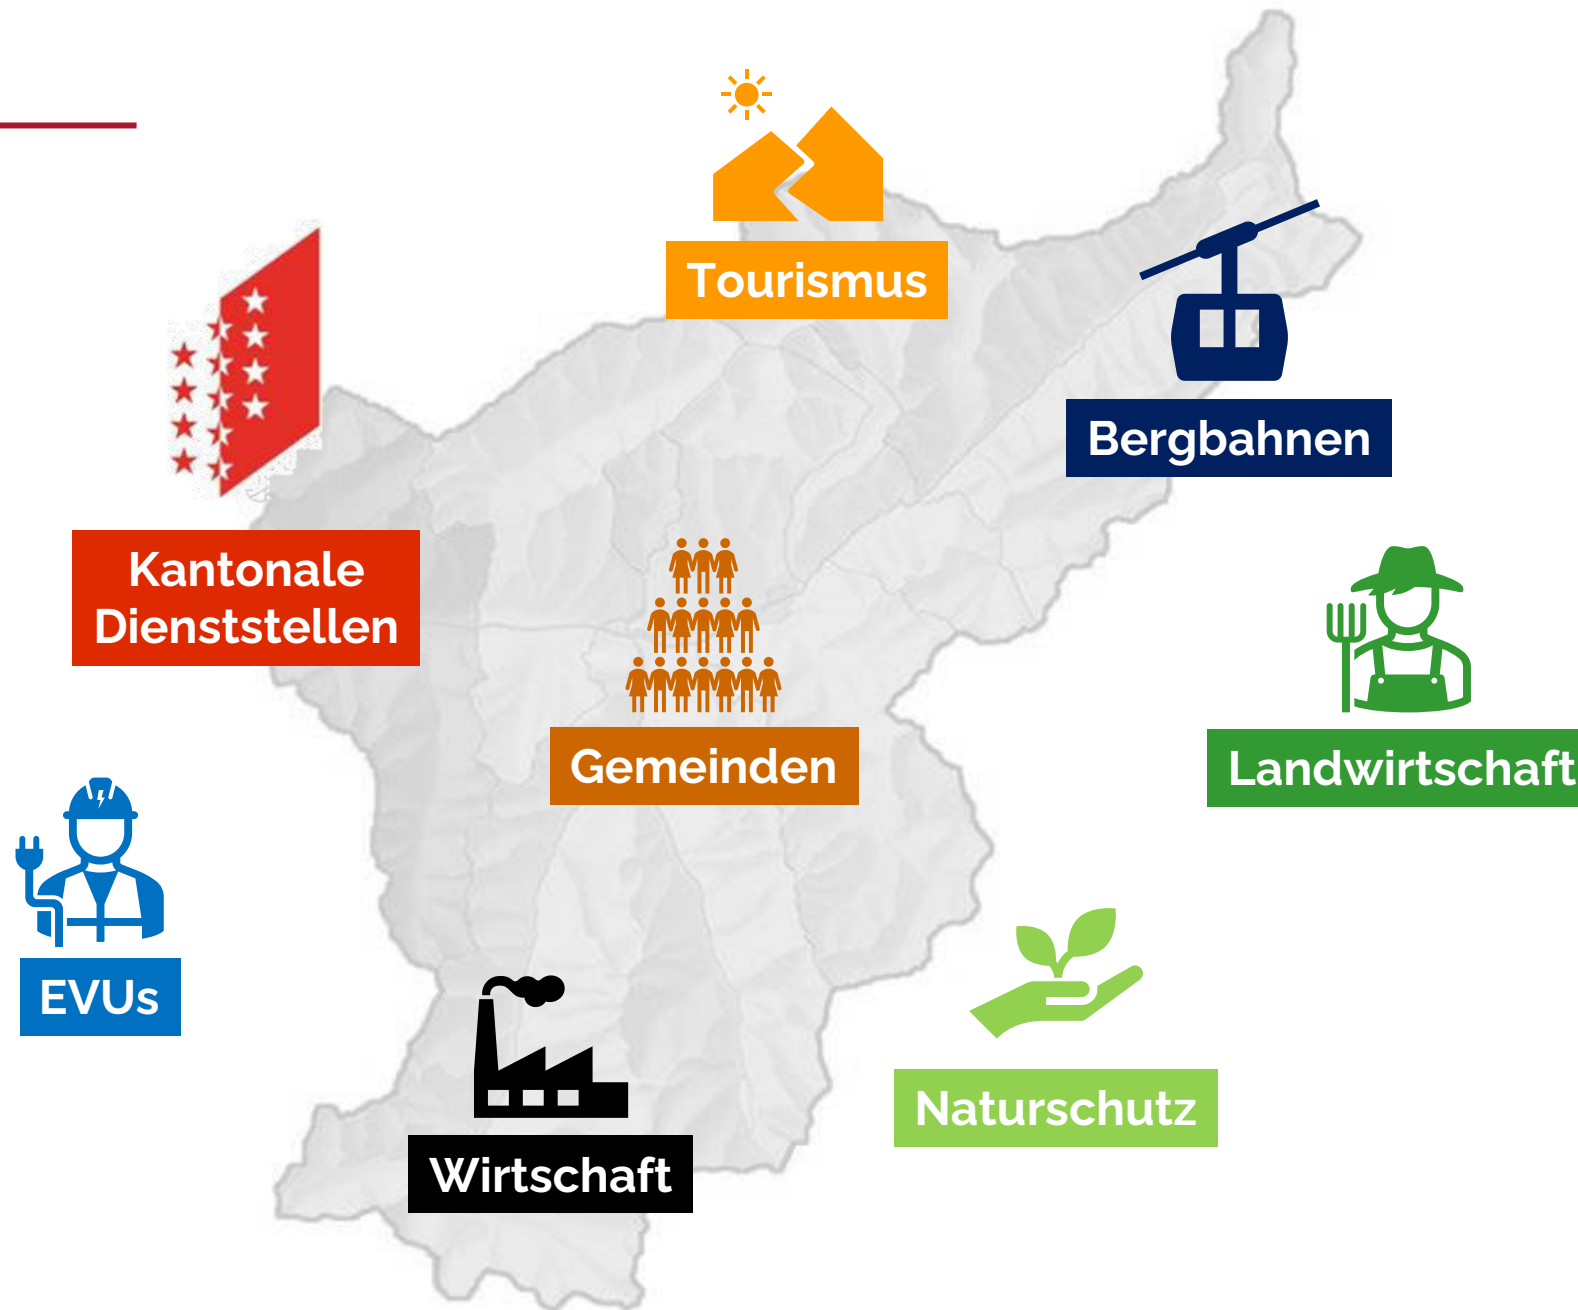 Tourismus
Bergbahnen
Kantonale
Dienststellen
Gemeinden
Landwirtschaft
EVUs
Naturschutz
Wirtschaft